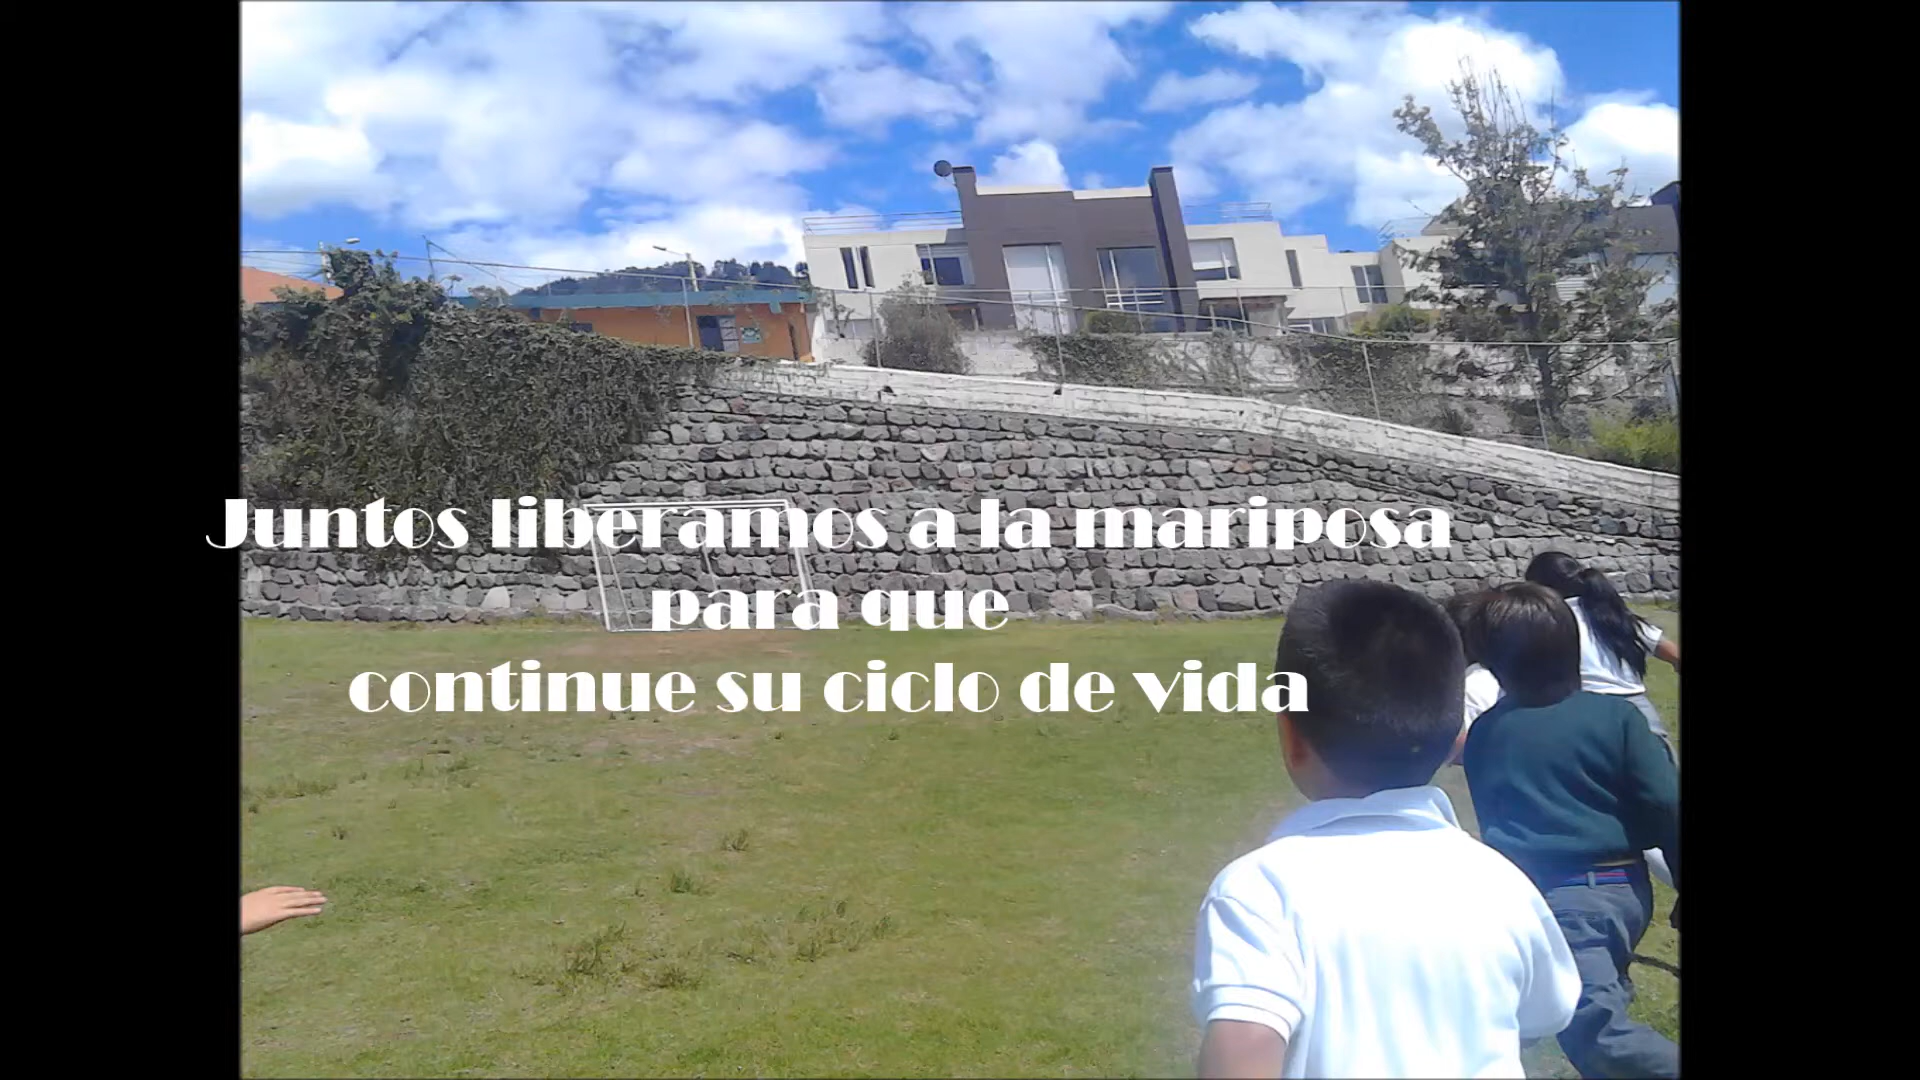 Juntos liberamos a la mariposa
para que
continue su ciclo de vida